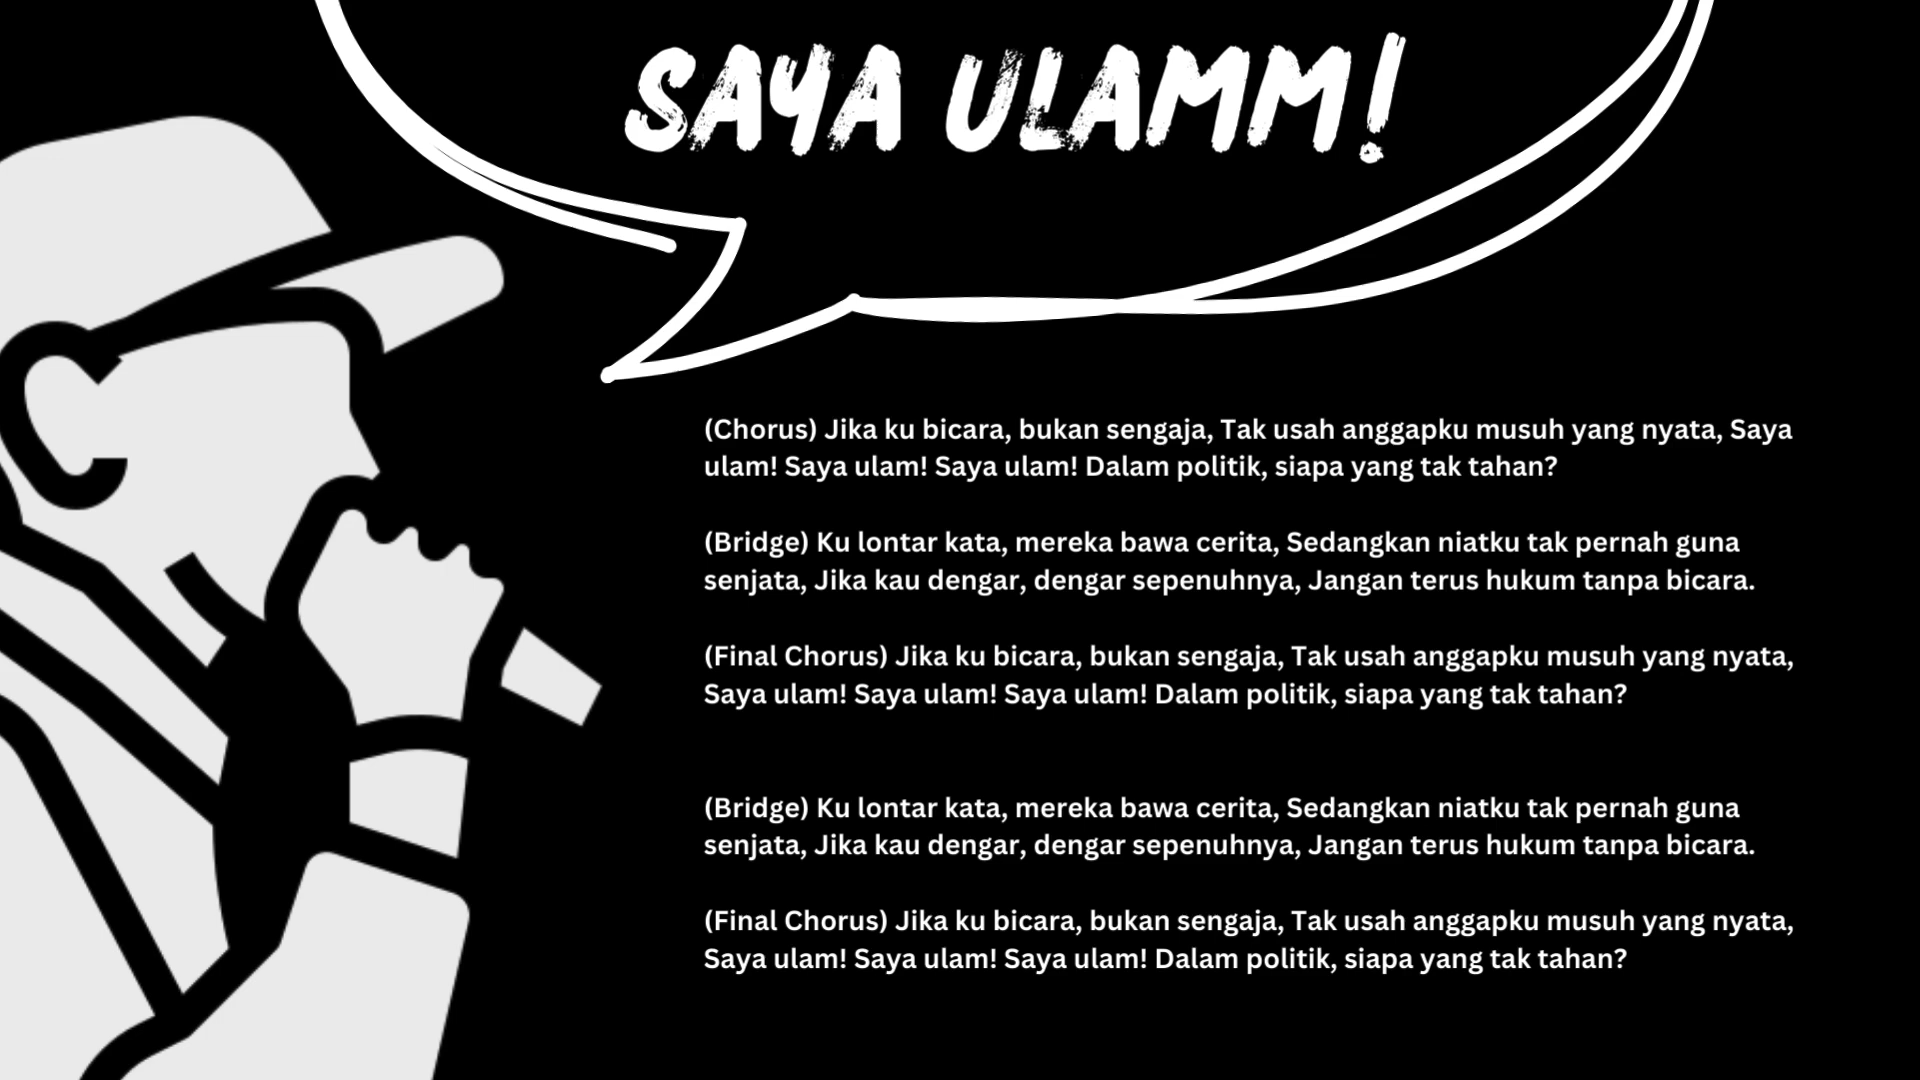 SAYA ULAMM!
(Chorus) Jika ku bicara, bukan sengaja, Tak usah anggapku musuh yang nyata, Saya
ulam! Saya ulam! Saya ulam! Dalam politik, siapa yang tak tahan?
(Bridge) Ku lontar kata, mereka bawa cerita, Sedangkan niatku tak pernah guna
senjata, Jika kau dengar, dengar sepenuhnya, Jangan terus hukum tanpa bicara.
(Final Chorus) Jika ku bicara, bukan sengaja, Tak usah anggapku musuh yang nyata,
Saya ulam! Saya ulam! Saya ulam! Dalam politik, siapa yang tak tahan?
(Bridge) Ku lontar kata, mereka bawa cerita, Sedangkan niatku tak pernah guna
senjata, Jika kau dengar, dengar sepenuhnya, Jangan terus hukum tanpa bicara.
(Final Chorus) Jika ku bicara, bukan sengaja, Tak usah anggapku musuh yang nyata,
Saya ulam! Saya ulam! Saya ulam! Dalam politik, siapa yang tak tahan?